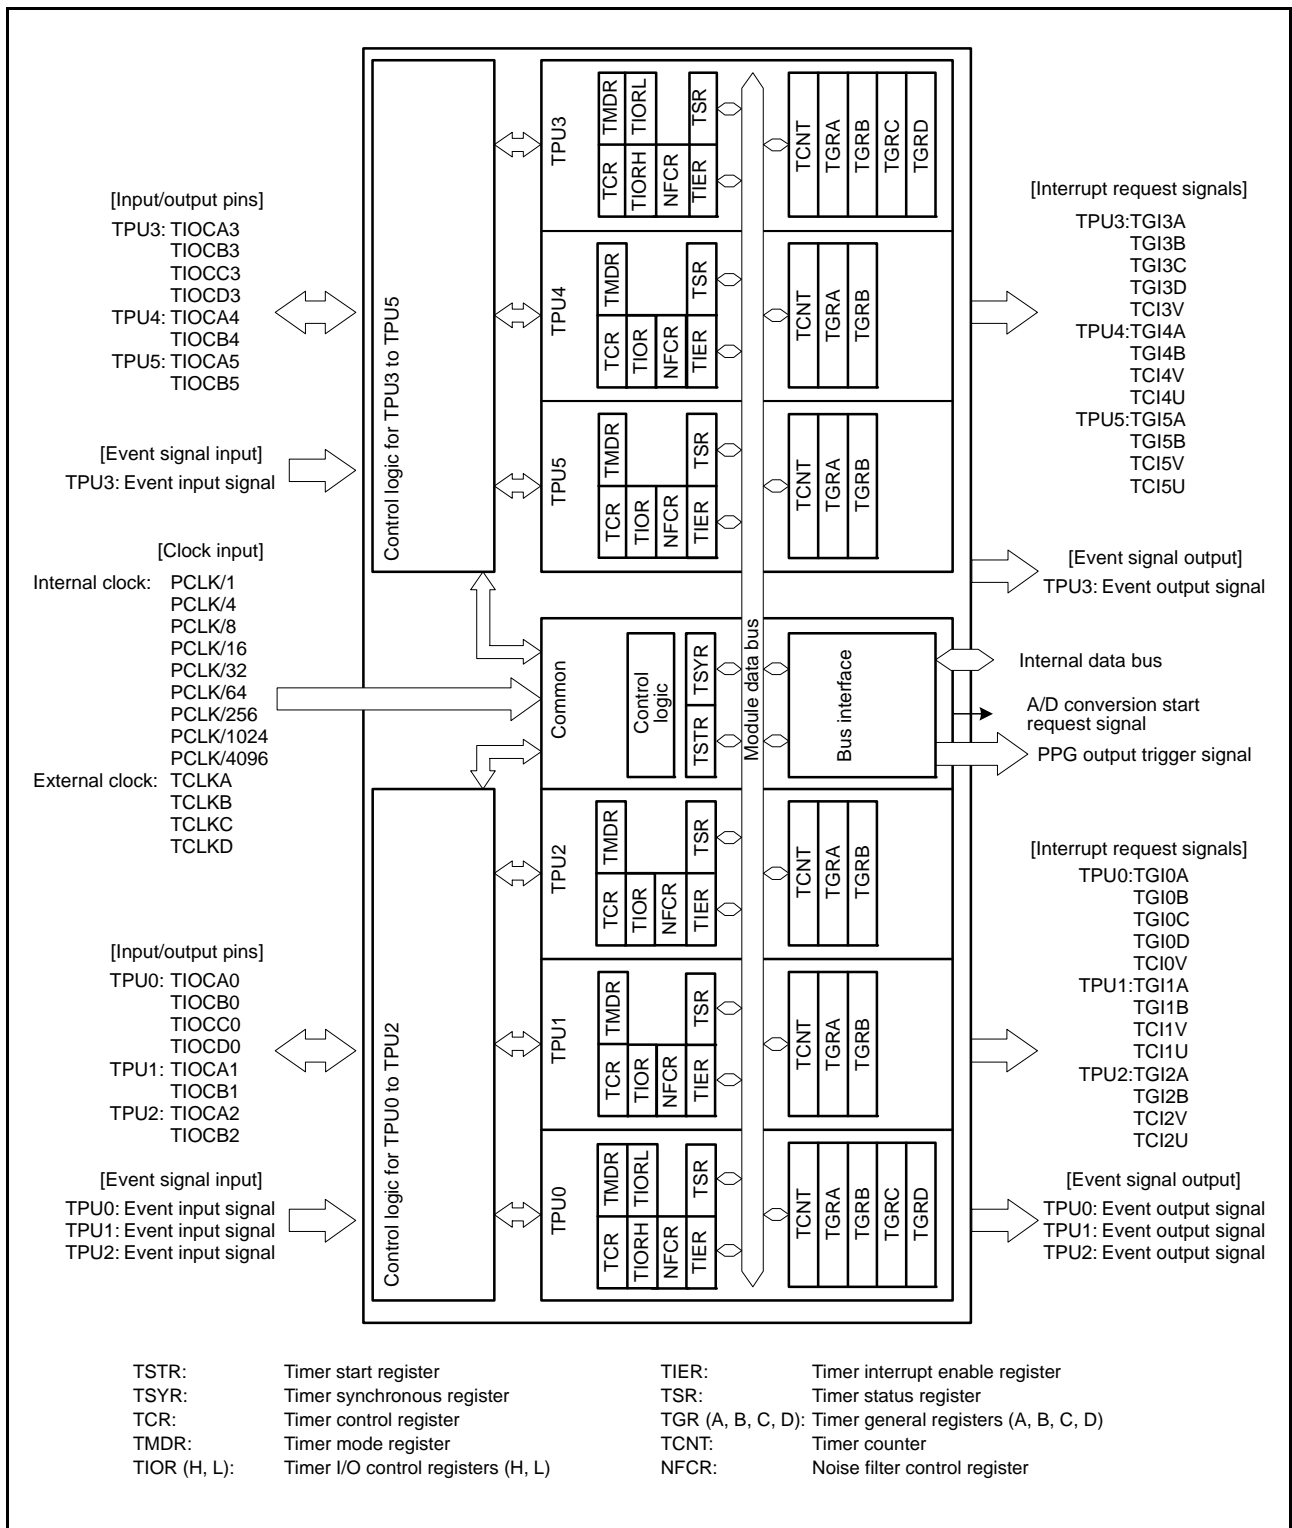 [Input/output pins]
TPU3: TIOCA3
TIOCB3
TIOCC3
TIOCD3
TPU4: TIOCA4
TIOCB4
TPU5: TIOCA5
TIOCB5
[Event signal input]
TPU3: Event input signal
[Clock input]
Internal clock: PCLK/1
PCLK/4
PCLK/8
PCLK/16
PCLK/32
PCLK/64
PCLK/256
PCLK/1024
PCLK/4096
External clock: TCLKA
TCLKB
TCLKC
TCLKD
[Input/output pins]
TPU0: TIOCA0
TIOCB0
TIOCC0
TIOCD0
TPU1: TIOCA1
TIOCB1
TPU2: TIOCA2
TIOCB2
[Event signal input]
TPU0: Event input signal
TPU1: Event input signal
TPU2: Event input signal
Control logic for TPU3 to TPU5
Control logic for TPU0 to TPU2
TPU3
TMDR
TIORL
TSR
TCR
TIORH
NFCR
TIER
TCNT
TGRA
TGRB
TGRC
TGRD
TPU4
TMDR
TSR
TCR
TIOR
NFCR
TIER
TCNT
TGRA
TGRB
TPU5
TMDR
TSR
TCR
TIOR
NFCR
TIER
TCNT
TGRA
TGRB
Common
Control
logic
TSYR
TSTR
Module data bus
Bus interface
TPU2
TMDR
TSR
TCR
TIOR
NFCR
TIER
TCNT
TGRA
TGRB
TPU1
TMDR
TSR
TCR
TIOR
NFCR
TIER
TCNT
TGRA
TGRB
TPU0
TMDR
TIORL
TSR
TCR
TIORH
NFCR
TIER
TCNT
TGRA
TGRB
TGRC
TGRD
[Interrupt request signals]
TPU3:TGI3A
TGI3B
TGI3C
TGI3D
TCI3V
TPU4:TGI4A
TGI4B
TCI4V
TCI4U
TPU5:TGI5A
TGI5B
TCI5V
TCI5U
[Event signal output]
TPU3: Event output signal
Internal data bus
A/D conversion start
request signal
PPG output trigger signal
[Interrupt request signals]
TPU0:TGI0A
TGI0B
TGI0C
TGI0D
TCI0V
TPU1:TGI1A
TGI1B
TCI1V
TCI1U
TPU2:TGI2A
TGI2B
TCI2V
TCI2U
[Event signal output]
TPU0: Event output signal
TPU1: Event output signal
TPU2: Event output signal
TSTR: Timer start register
TSYR: Timer synchronous register
TCR: Timer control register
TMDR: Timer mode register
TIOR (H, L): Timer I/O control registers (H, L)
TIER: Timer interrupt enable register
TSR: Timer status register
TGR (A, B, C, D): Timer general registers (A, B, C, D)
TCNT: Timer counter
NFCR: Noise filter control register